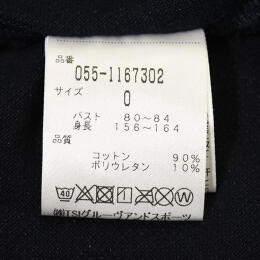 品番
055-1167302
サイズ
0
バスト 80～84
身長 156～164
品質
コットン 90%
ポリウレタン 10%
40
㈱TSIグルーヴアンドスポーツ